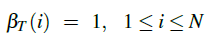 β_T(i) = 1, 1 ≤ i ≤ N